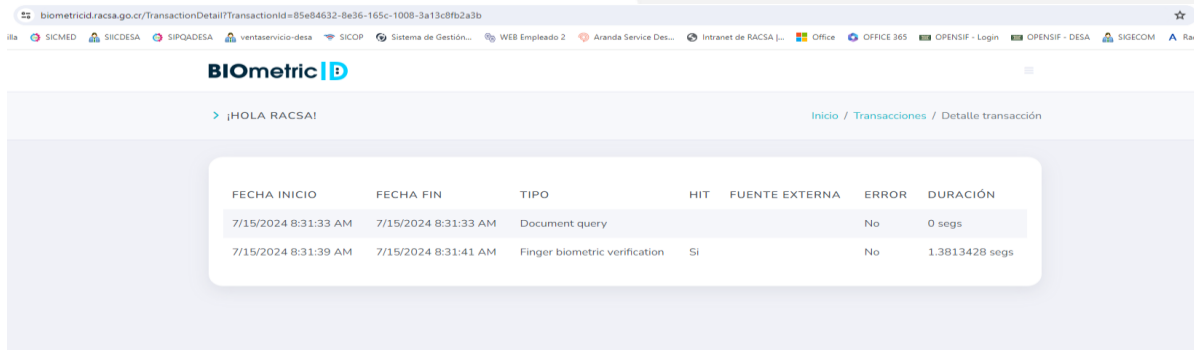 biometricid.racsa.go.cr/TransactionDetail?TransactionId=85e84632-8e36-165c-1008-3a13c8fb2a3b
illa SICMED SIICDESA SIPQADESA ventaservicio-desa SICOP Sistema de Gestión... WEB Empleado 2 Aranda Service Des... Intranet de RACSA |... Office OFFICE 365 OPENSIF - Login OPENSIF - DESA SIGECOM Ra
BIOmetric ID
> ¡HOLA RACSA! Inicio / Transacciones / Detalle transacción
FECHA INICIO FECHA FIN TIPO HIT FUENTE EXTERNA ERROR DURACIÓN
7/15/2024 8:31:33 AM 7/15/2024 8:31:33 AM Document query No 0 segs
7/15/2024 8:31:39 AM 7/15/2024 8:31:41 AM Finger biometric verification Si No 1.3813428 segs